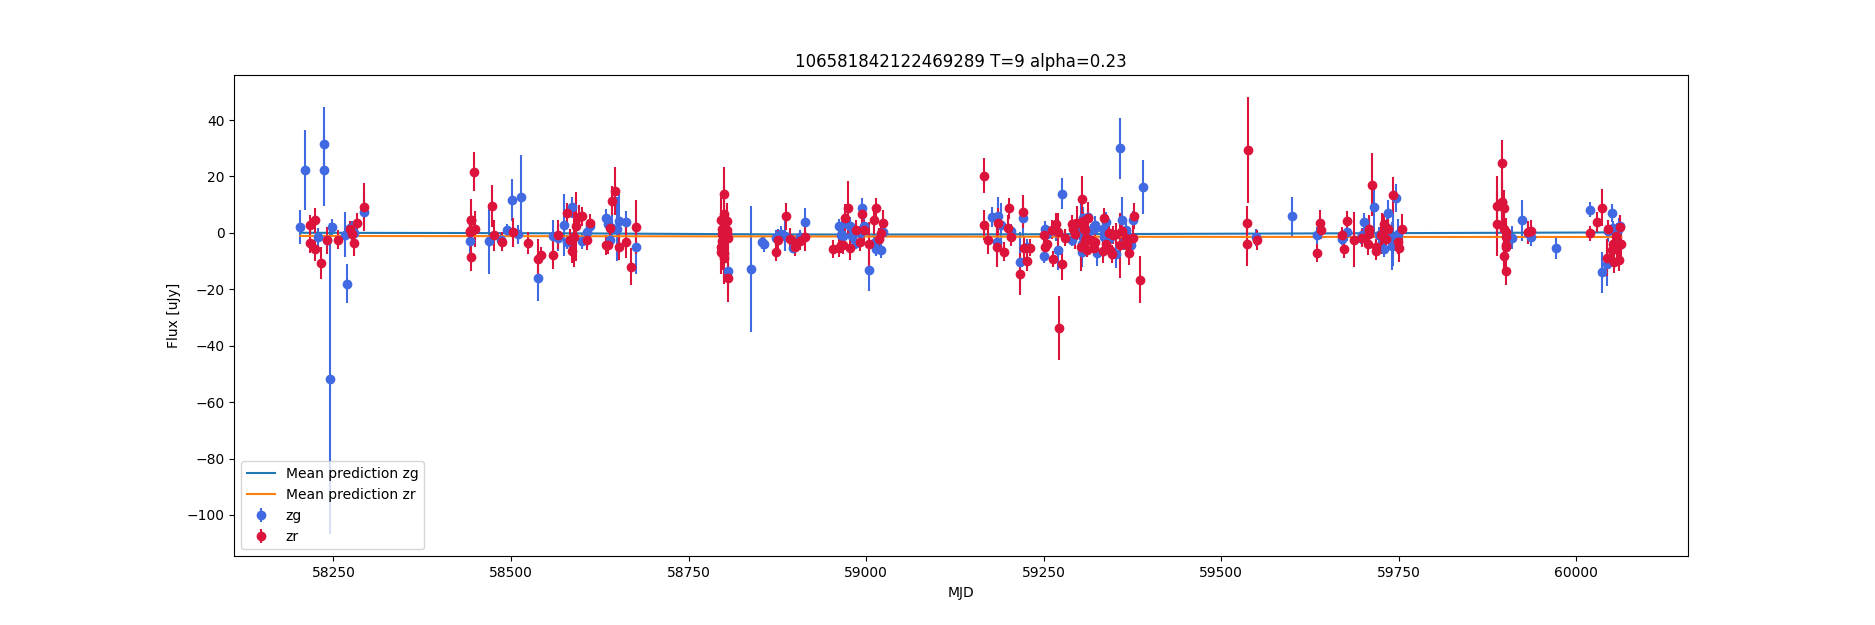 106581842122469289 T=9 alpha=0.23
40
20
0
−20
−40
−60
−80
−100
Flux [uJy]
Mean prediction zg
Mean prediction zr
zg
zr
58250
58500
58750
59000
59250
59500
59750
60000
MJD